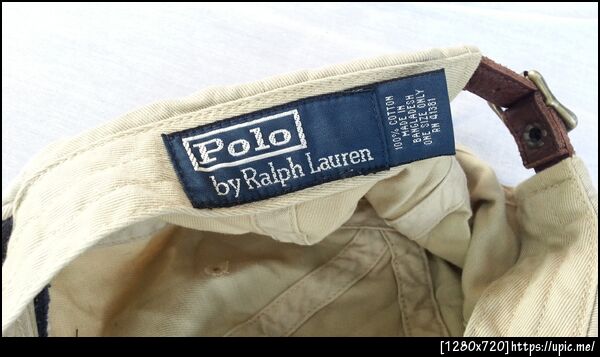 Polo
by Ralph Lauren
100% COTTON
MADE IN
BANGLADESH
ONE SIZE ONLY
RN 41381
[1280x720]https://upic.me/